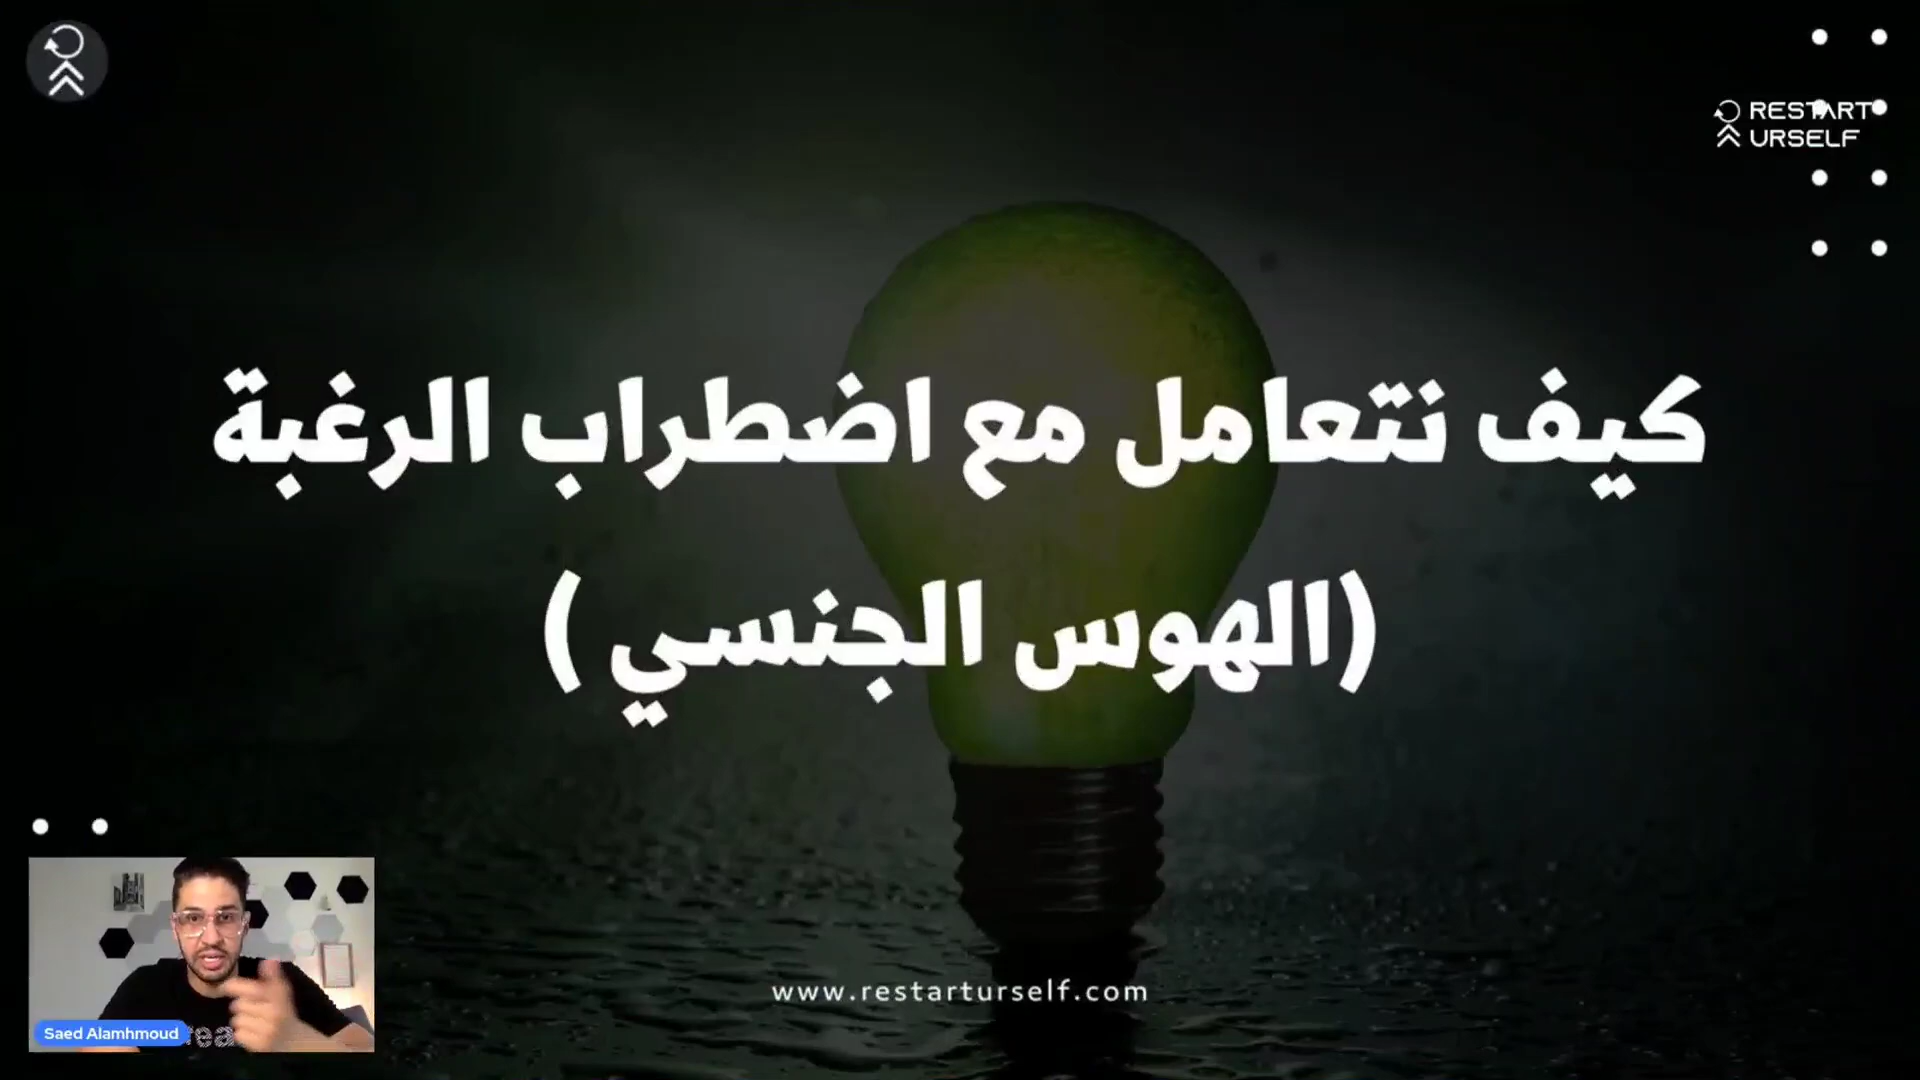 RESTART
URSELF
كيف نتعامل مع اضطراب الرغبة
(الهوس الجنسي )
www.restarturself.com
Saed Alamhmoud